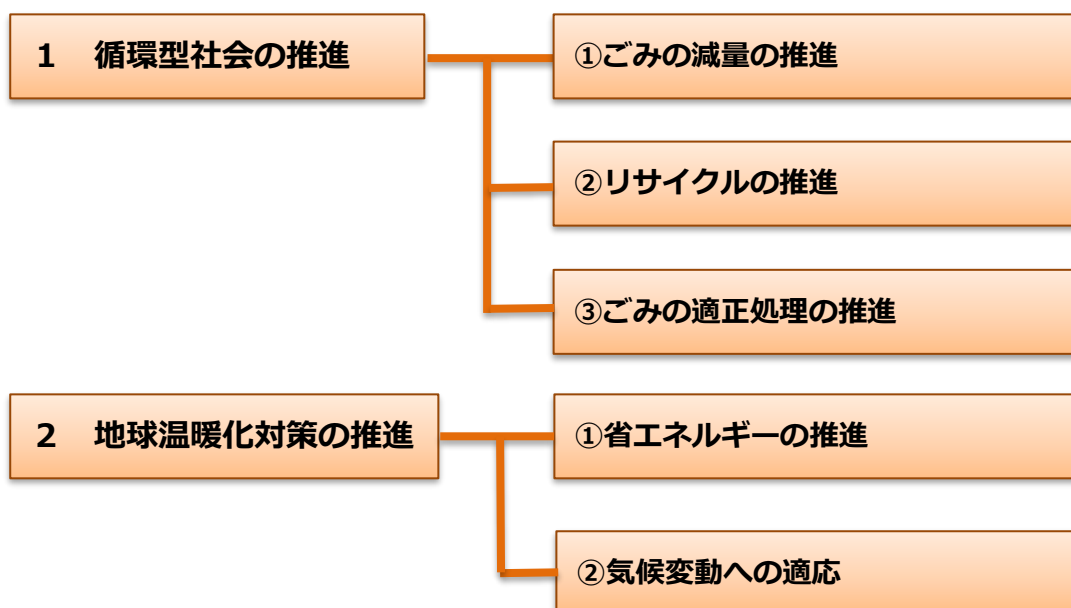 1　循環型社会の推進
①ごみの減量の推進
②リサイクルの推進
③ごみの適正処理の推進
2　地球温暖化対策の推進
①省エネルギーの推進
②気候変動への適応